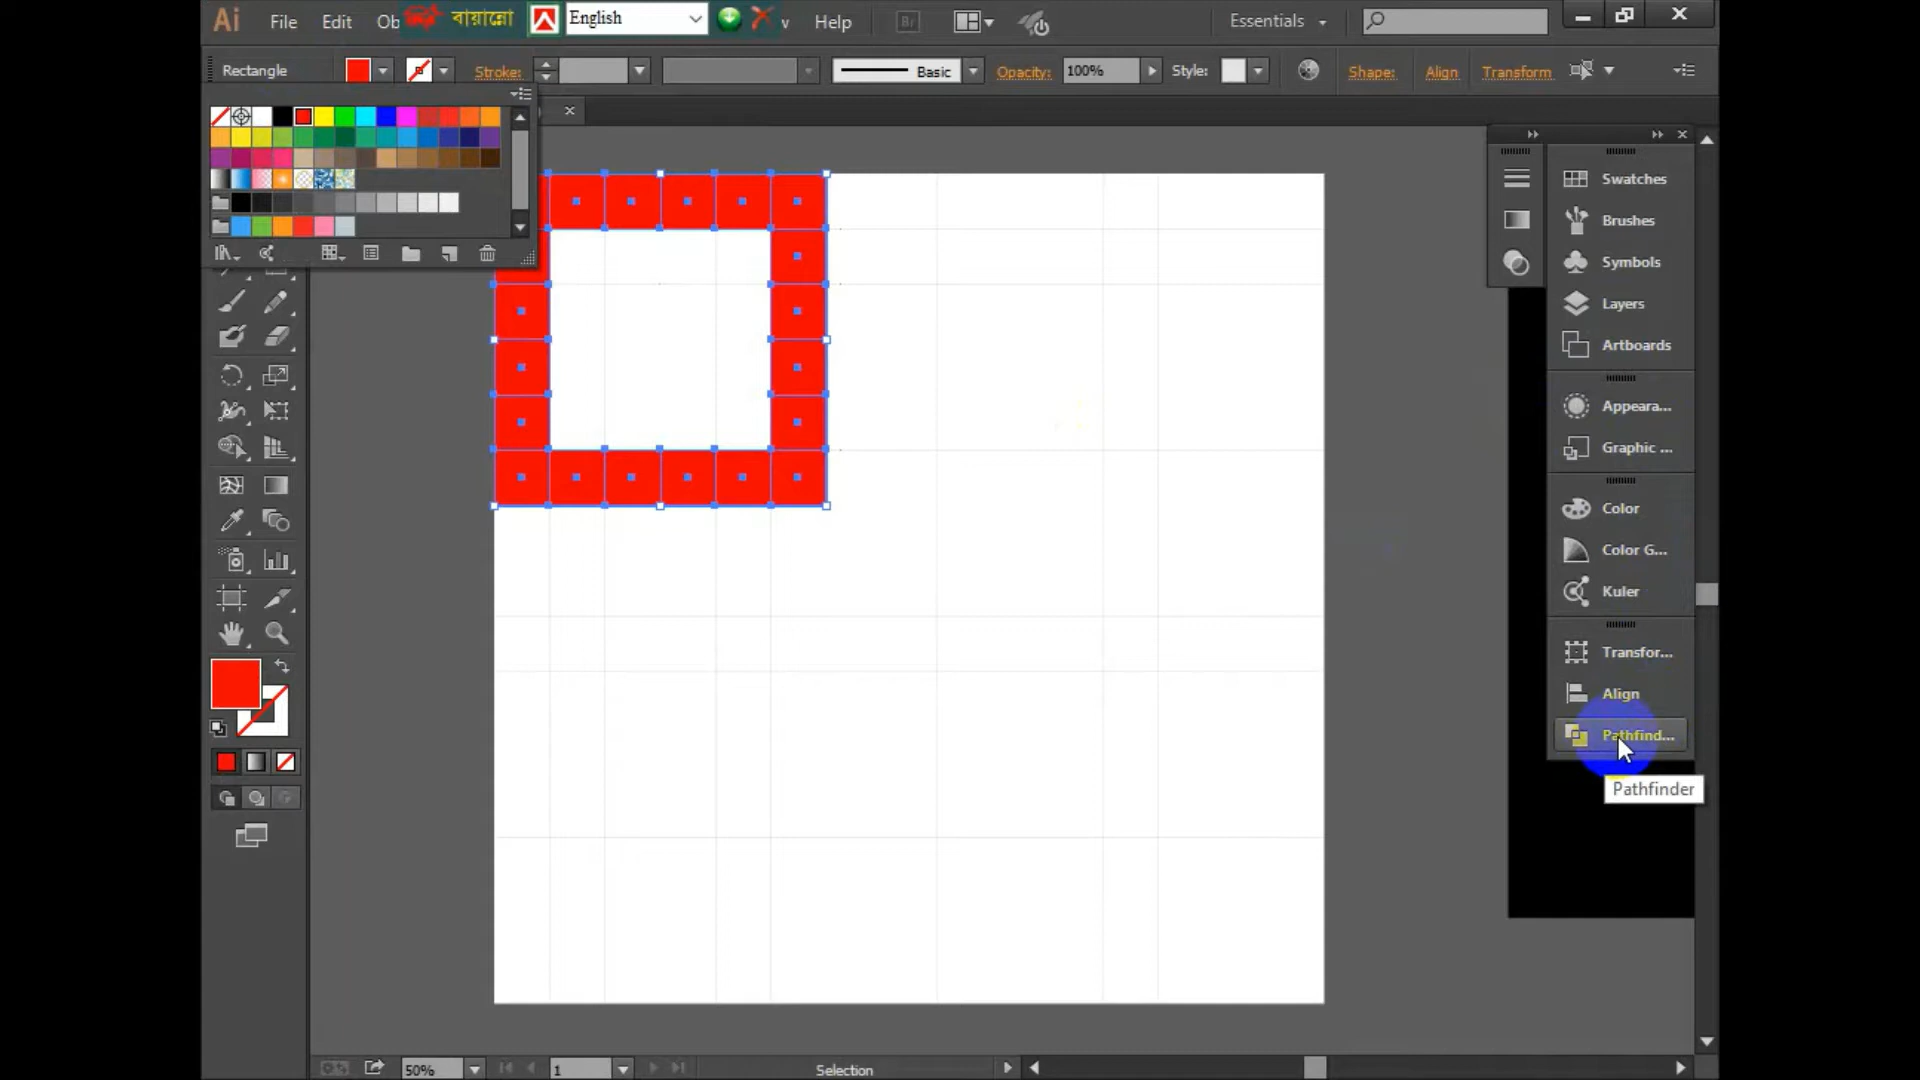 Ai File Edit Ob বায়ান্নো English v Help Br Essentials
Rectangle Stroke: Basic Opacity: 100% Style: Shape: Align Transform
Swatches
Brushes
Symbols
Layers
Artboards
Appeara...
Graphic ...
Color
Color G...
Kuler
Transfor...
Align
Pathfind...
Pathfinder
50% 1 Selection